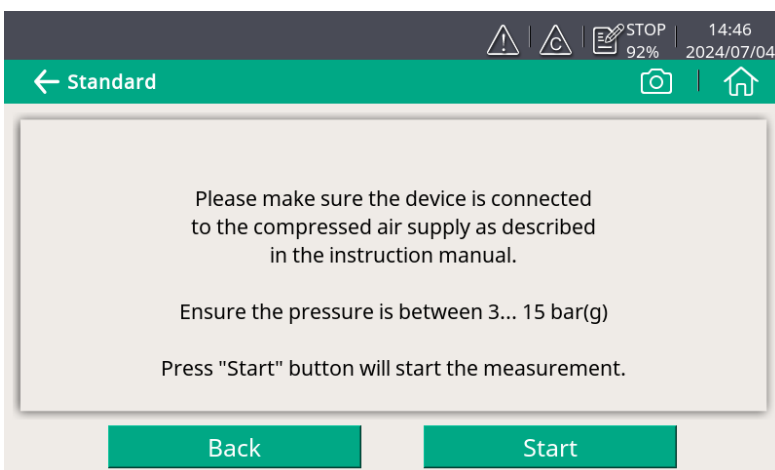 STOP 14:46
92% 2024/07/04
Standard
Please make sure the device is connected
to the compressed air supply as described
in the instruction manual.
Ensure the pressure is between 3... 15 bar(g)
Press "Start" button will start the measurement.
Back Start